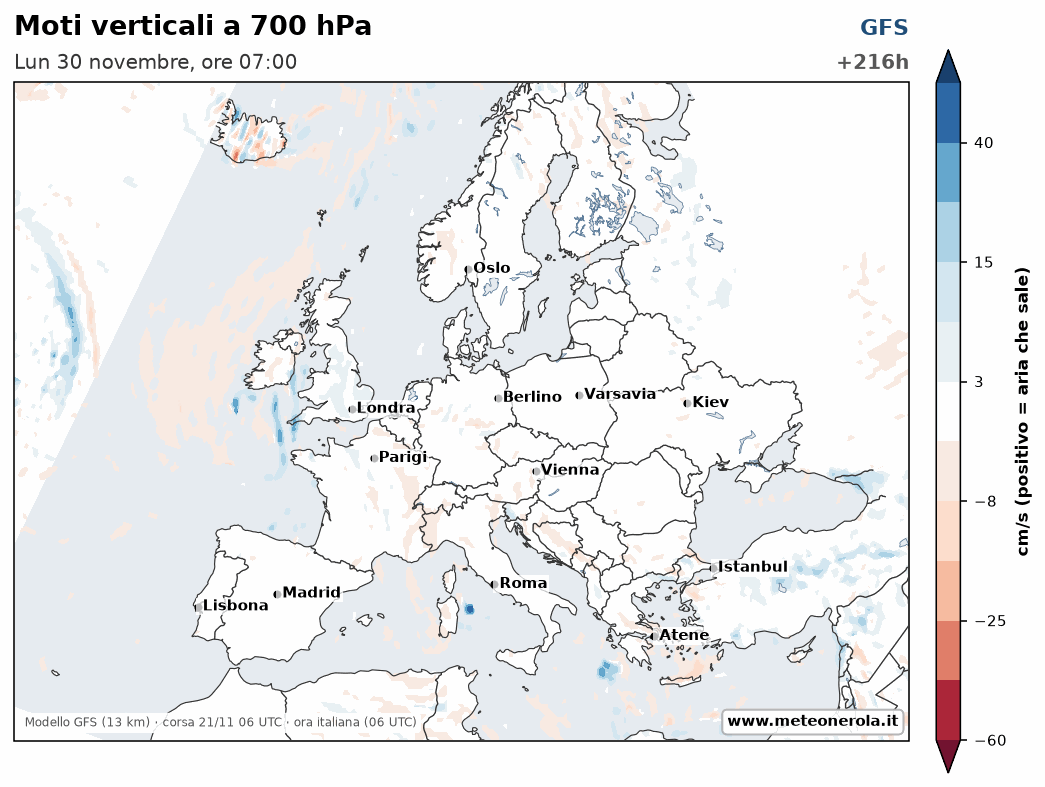 Moti verticali a 700 hPa
GFS
Lun 30 novembre, ore 07:00
+216h
40
15
3
−8
−25
−60
cm/s (positivo = aria che sale)
Oslo
Berlino
Varsavia
Kiev
Londra
Parigi
Vienna
Istanbul
Roma
Madrid
Lisbona
Atene
Modello GFS (13 km) · corsa 21/11 06 UTC · ora italiana (06 UTC)
www.meteonerola.it